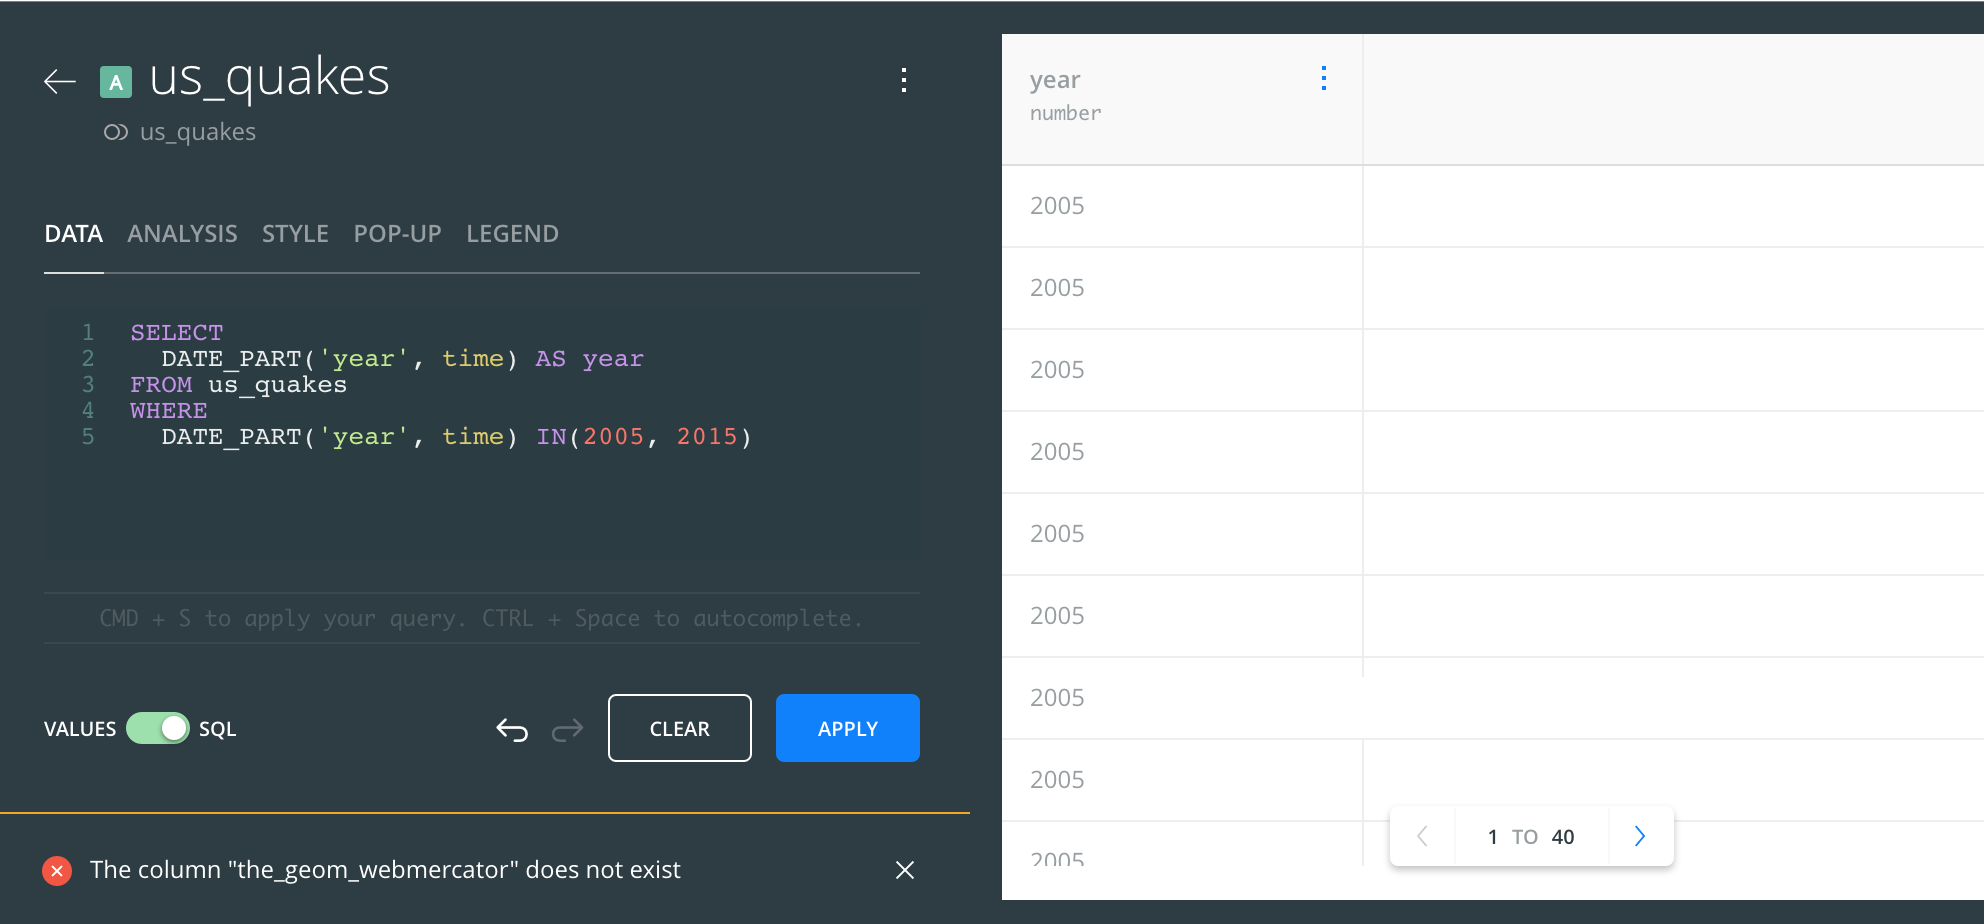 A us_quakes
us_quakes
DATA ANALYSIS STYLE POP-UP LEGEND
1 SELECT
2 DATE_PART('year', time) AS year
3 FROM us_quakes
4 WHERE
5 DATE_PART('year', time) IN(2005, 2015)
CMD + S to apply your query. CTRL + Space to autocomplete.
VALUES SQL CLEAR APPLY
The column "the_geom_webmercator" does not exist
year
number
2005
2005
2005
2005
2005
2005
2005
2005
2005
1 TO 40